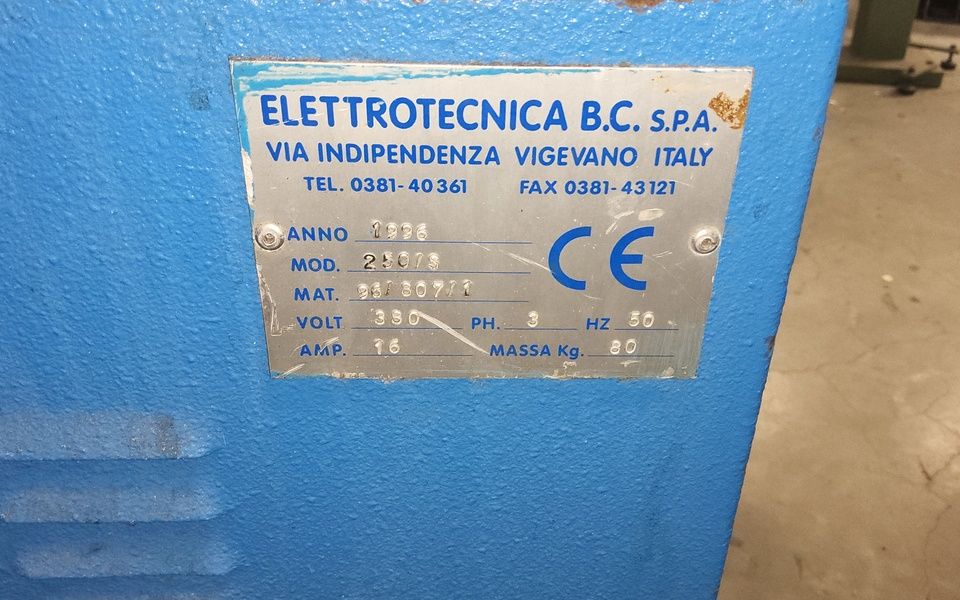 ELETTROTECNICA B.C. S.P.A.
VIA INDIPENDENZA VIGEVANO ITALY
TEL. 0381-40361 FAX 0381-43121
ANNO 1996
MOD. 250/S
MAT. 96/807/1
VOLT 380 PH. 3 HZ 50
AMP. 16 MASSA Kg. 80
CE